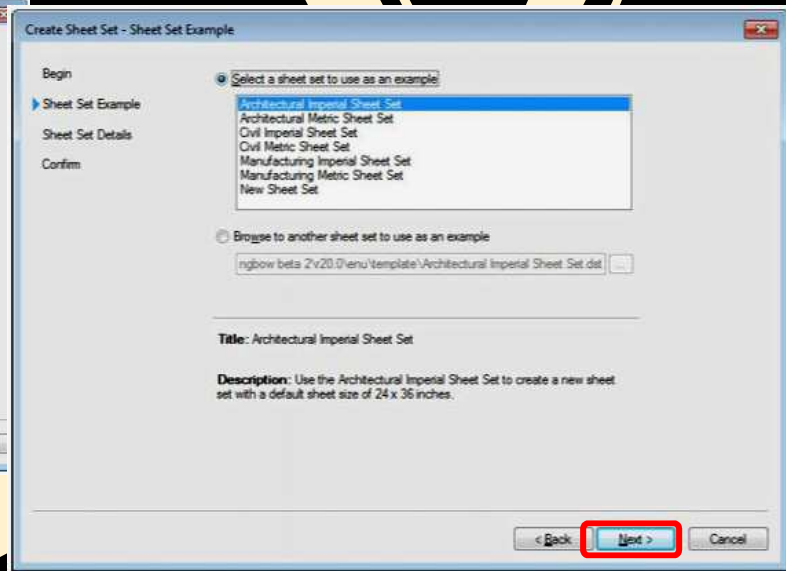 Create Sheet Set - Sheet Set Example
Begin
Sheet Set Example
Sheet Set Details
Confirm
Select a sheet set to use as an example
Architectural Imperial Sheet Set
Architectural Metric Sheet Set
Civil Imperial Sheet Set
Civil Metric Sheet Set
Manufacturing Imperial Sheet Set
Manufacturing Metric Sheet Set
New Sheet Set
Browse to another sheet set to use as an example
ngbow beta 2\v20.0\enu\template\Architectural Imperial Sheet Set.dst ...
Title: Architectural Imperial Sheet Set
Description: Use the Architectural Imperial Sheet Set to create a new sheet
set with a default sheet size of 24 x 36 inches.
< Back Next > Cancel